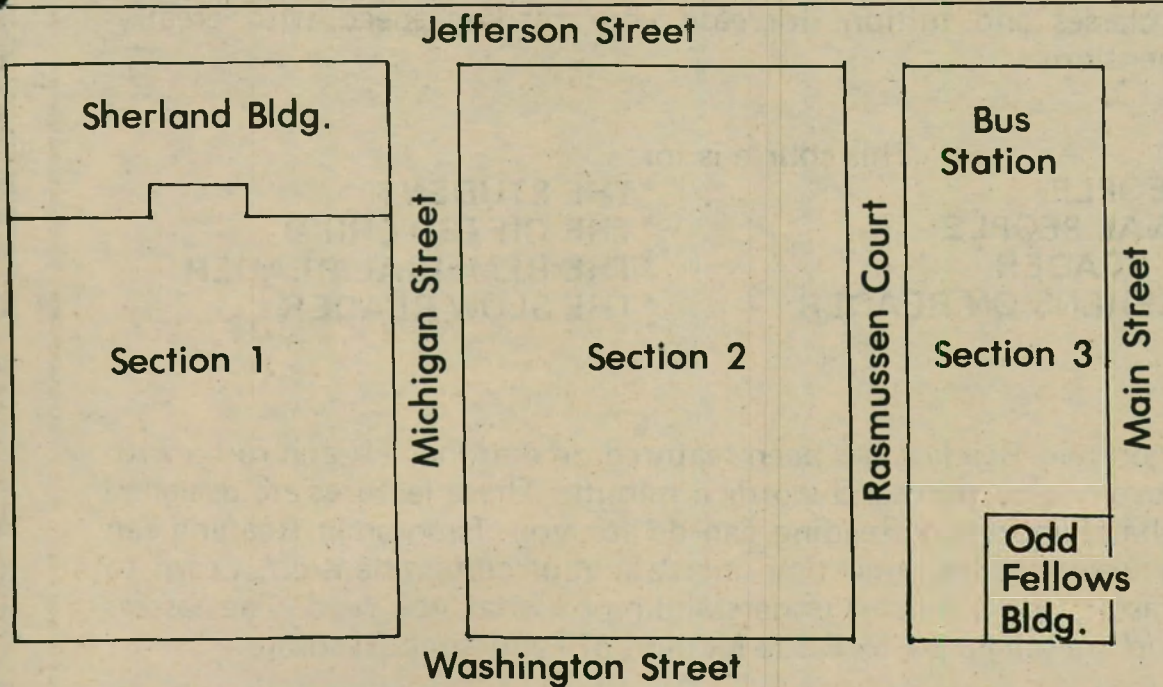 Jefferson Street
Sherland Bldg.
Section 1
Michigan Street
Section 2
Rasmussen Court
Bus
Station
Section 3
Main Street
Odd
Fellows
Bldg.
Washington Street